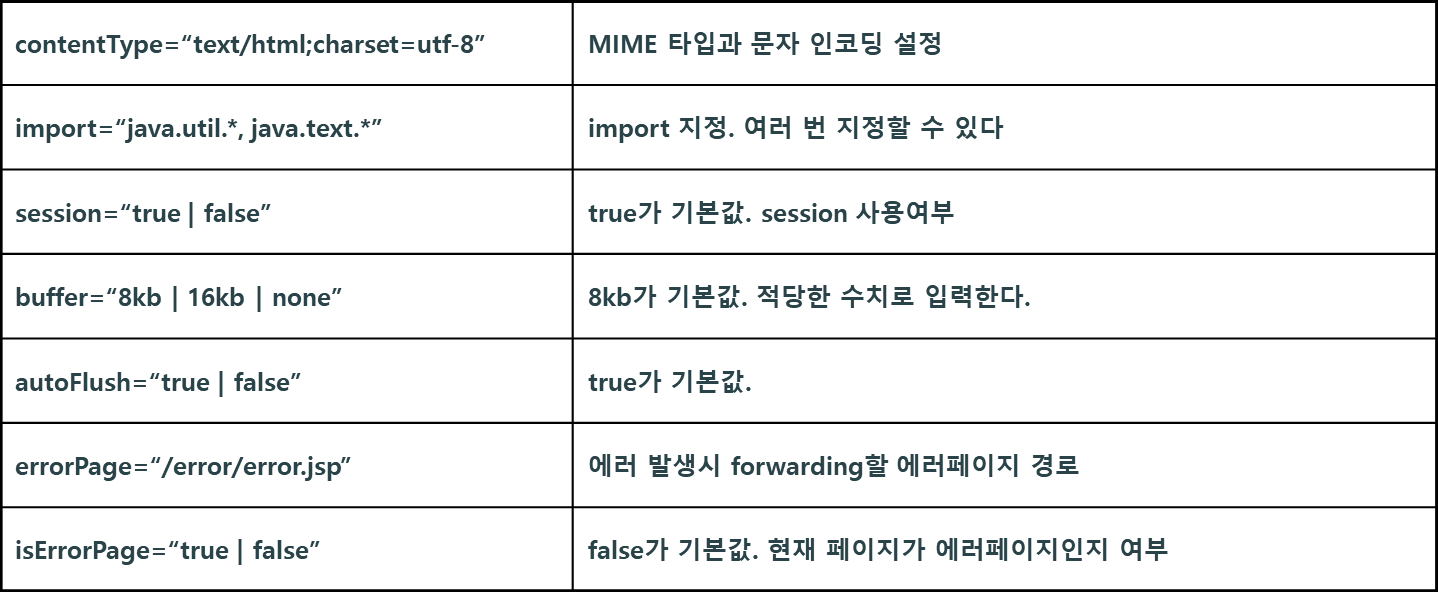 contentType=“text/html;charset=utf-8”
MIME 타입과 문자 인코딩 설정
import=“java.util.*, java.text.*”
import 지정. 여러 번 지정할 수 있다
session=“true | false”
true가 기본값. session 사용여부
buffer=“8kb | 16kb | none”
8kb가 기본값. 적당한 수치로 입력한다.
autoFlush=“true | false”
true가 기본값.
errorPage=“/error/error.jsp”
에러 발생시 forwarding할 에러페이지 경로
isErrorPage=“true | false”
false가 기본값. 현재 페이지가 에러페이지인지 여부